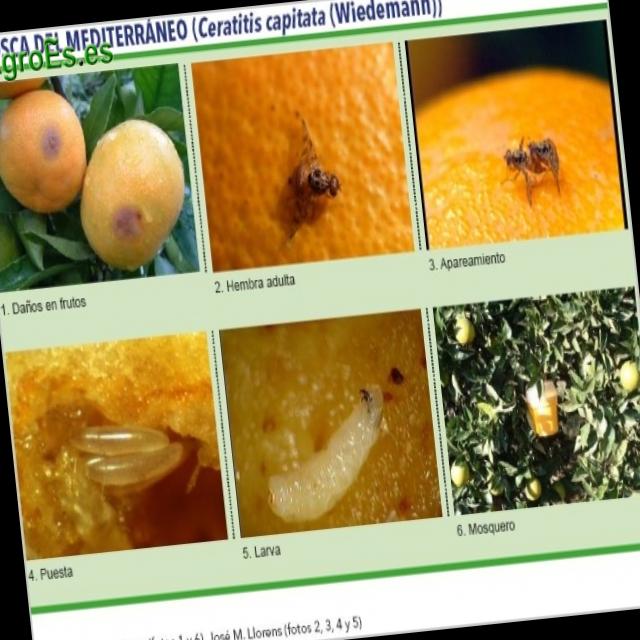 DEL MEDITERRÁNEO (Ceratitis capitata (Wiedemann))
groEs.es
1. Daños en frutos
2. Hembra adulta
3. Apareamiento
4. Puesta
5. Larva
6. Mosquero
José M. Llorens (fotos 2, 3, 4 y 5)